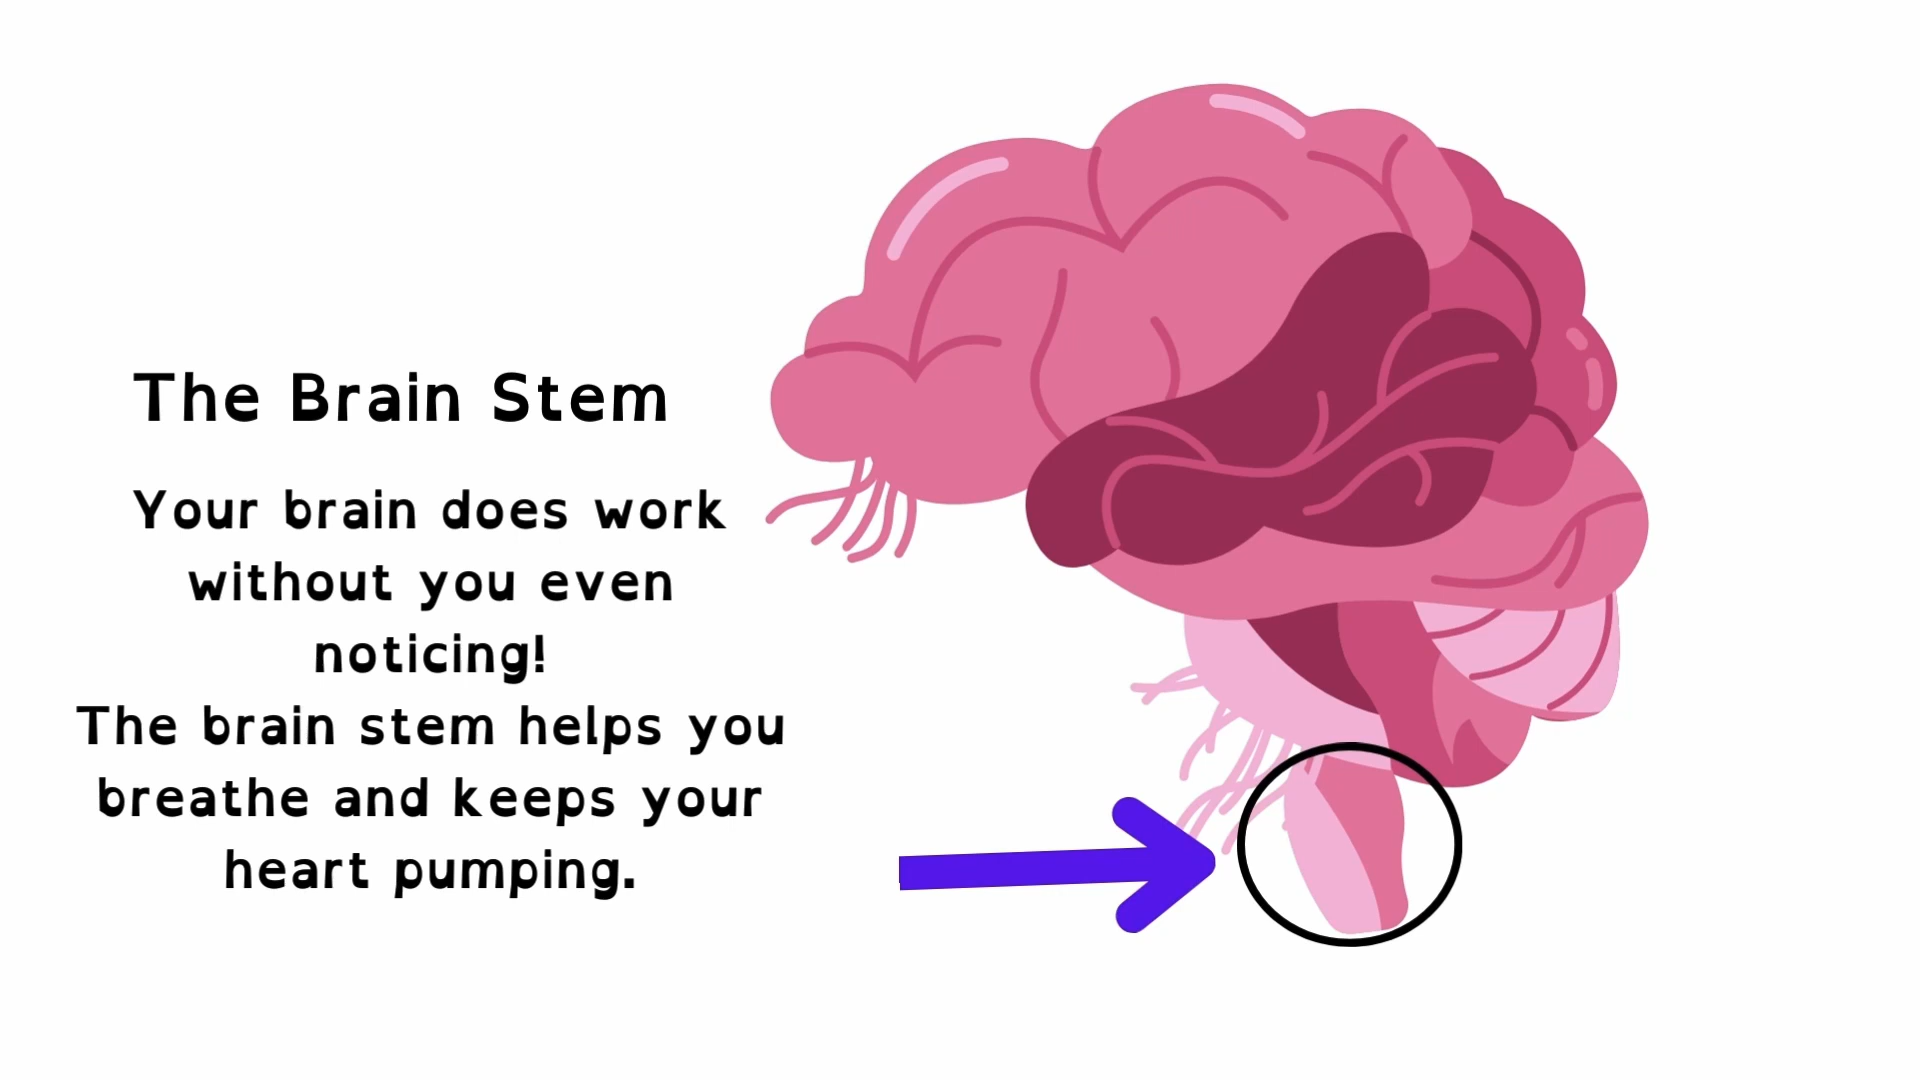 The Brain Stem
Your brain does work
without you even
noticing!
The brain stem helps you
breathe and keeps your
heart pumping.